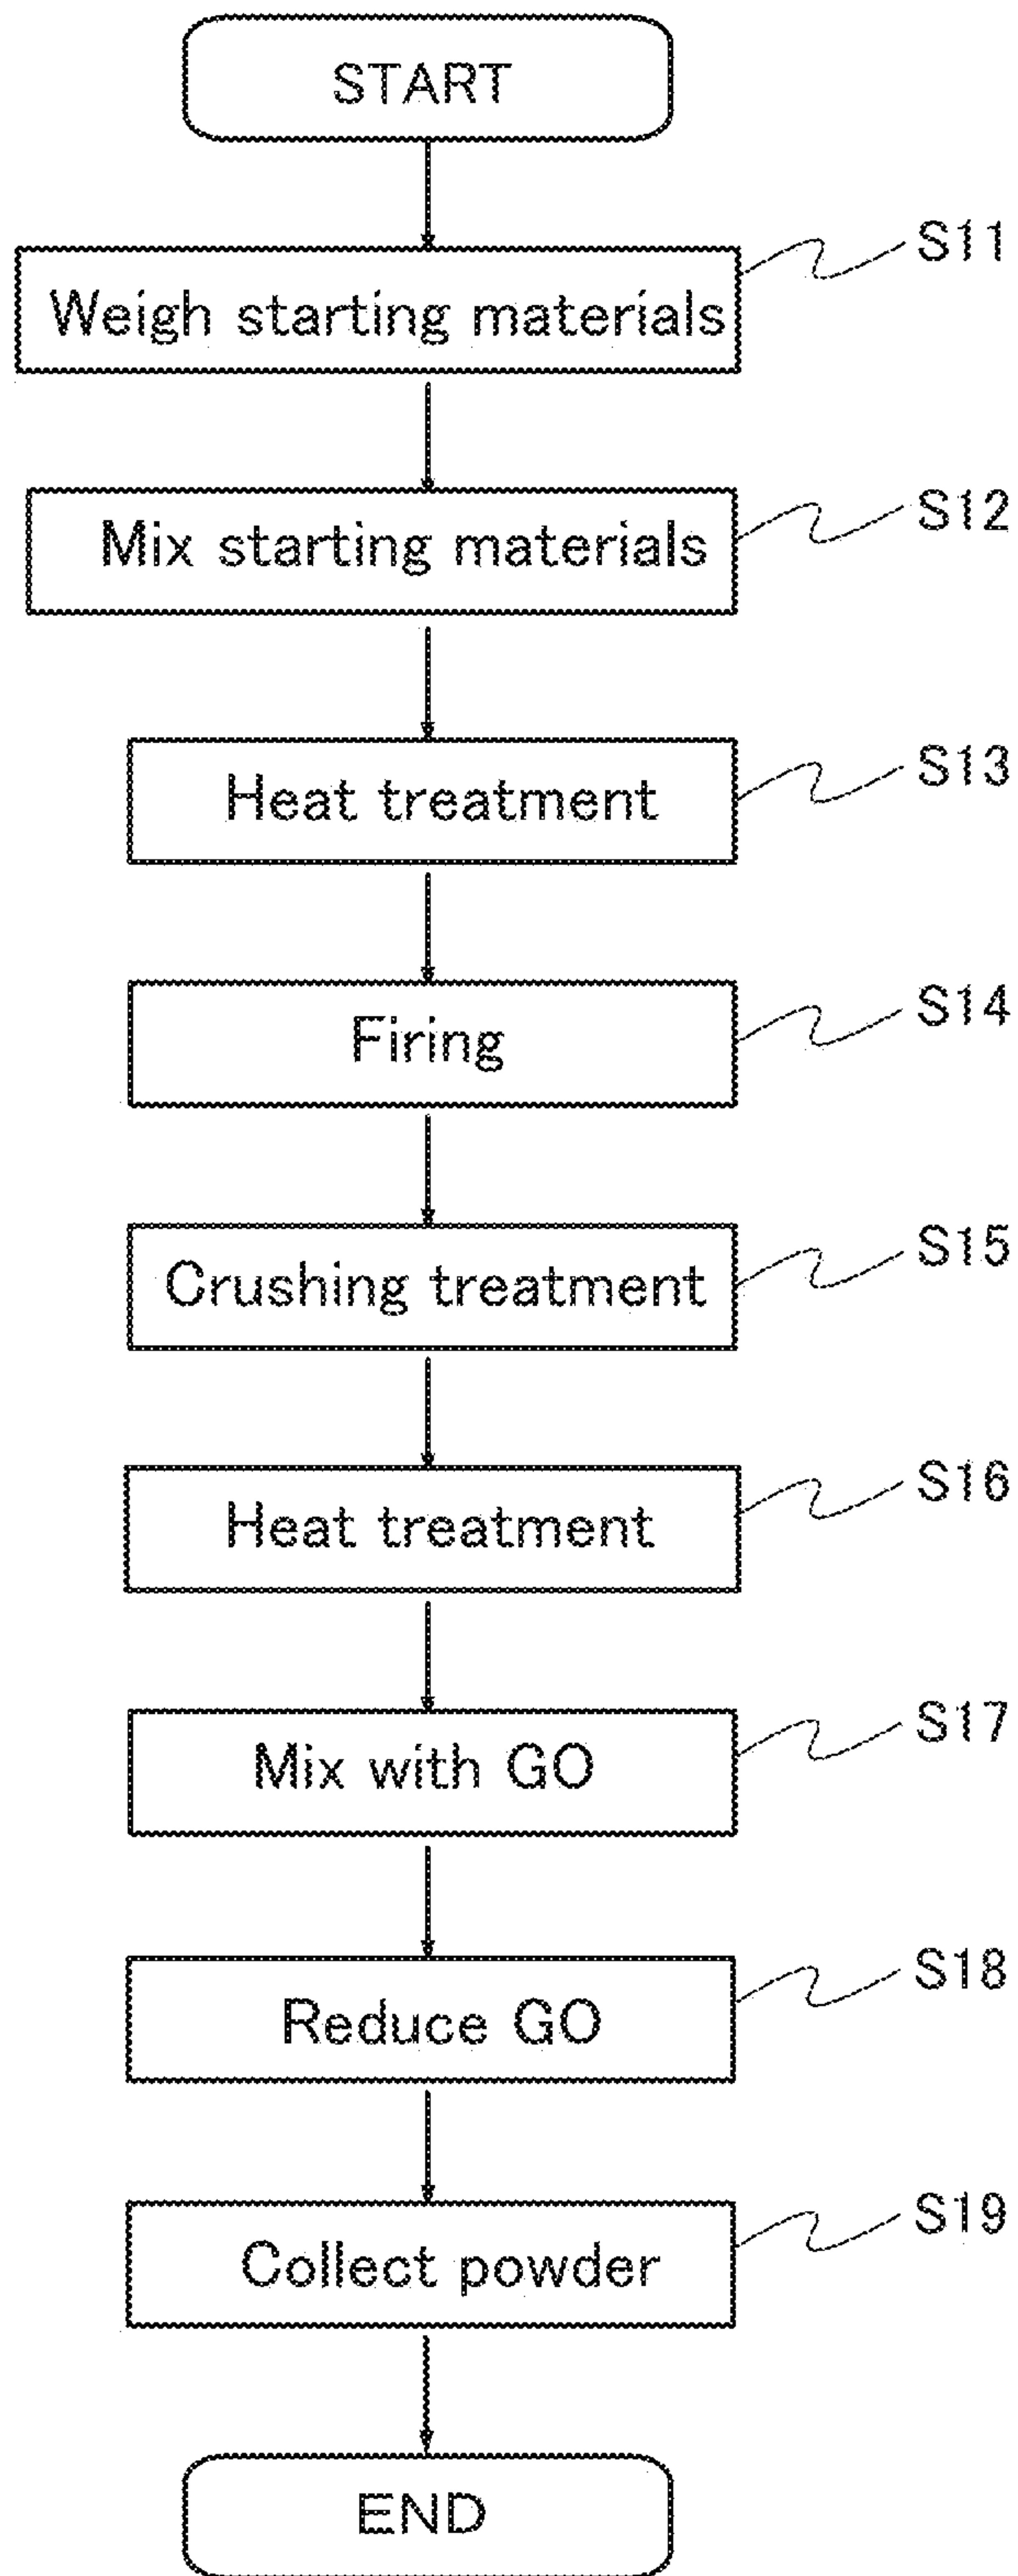 START
S11
Weigh starting materials
S12
Mix starting materials
S13
Heat treatment
S14
Firing
S15
Crushing treatment
S16
Heat treatment
S17
Mix with GO
S18
Reduce GO
S19
Collect powder
END